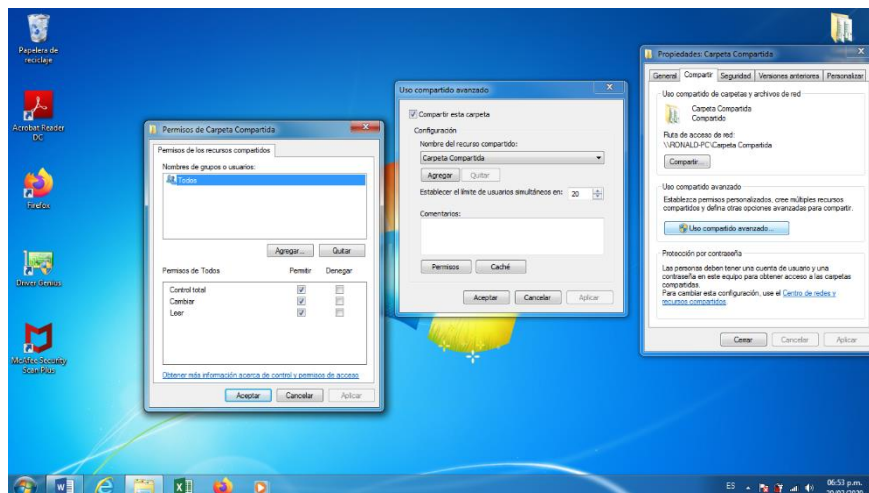 Papelera de
reciclaje
Acrobat Reader
DC
Firefox
Driver Genius
McAfee Security
Scan Plus
Permisos de Carpeta Compartida
Permisos de los recursos compartidos
Nombres de grupos o usuarios:
Todos
Agregar...
Quitar
Permisos de Todos
Permitir
Denegar
Control total
Cambiar
Leer
Obtener más información acerca de control y permisos de acceso
Aceptar
Cancelar
Aplicar
Uso compartido avanzado
X
Compartir esta carpeta
Configuración
Nombre del recurso compartido:
Carpeta Compartida
Agregar
Quitar
Establecer el límite de usuarios simultáneos en:
20
Comentarios:
Permisos
Caché
Aceptar
Cancelar
Aplicar
Propiedades: Carpeta Compartida
X
General
Compartir
Seguridad
Versiones anteriores
Personalizar
Uso compartido de carpetas y archivos de red
Carpeta Compartida
Compartido
Ruta de acceso de red:
\\RONALD-PC\Carpeta Compartida
Compartir...
Uso compartido avanzado
Establezca permisos personalizados, cree múltiples recursos
compartidos y defina otras opciones avanzadas para compartir.
Uso compartido avanzado...
Protección por contraseña
Las personas deben tener una cuenta de usuario y una
contraseña en este equipo para obtener acceso a las carpetas
compartidas.
Para cambiar esta configuración, use el Centro de redes y
recursos compartidos.
Cerrar
Cancelar
Aplicar
ES
06:53 p.m.